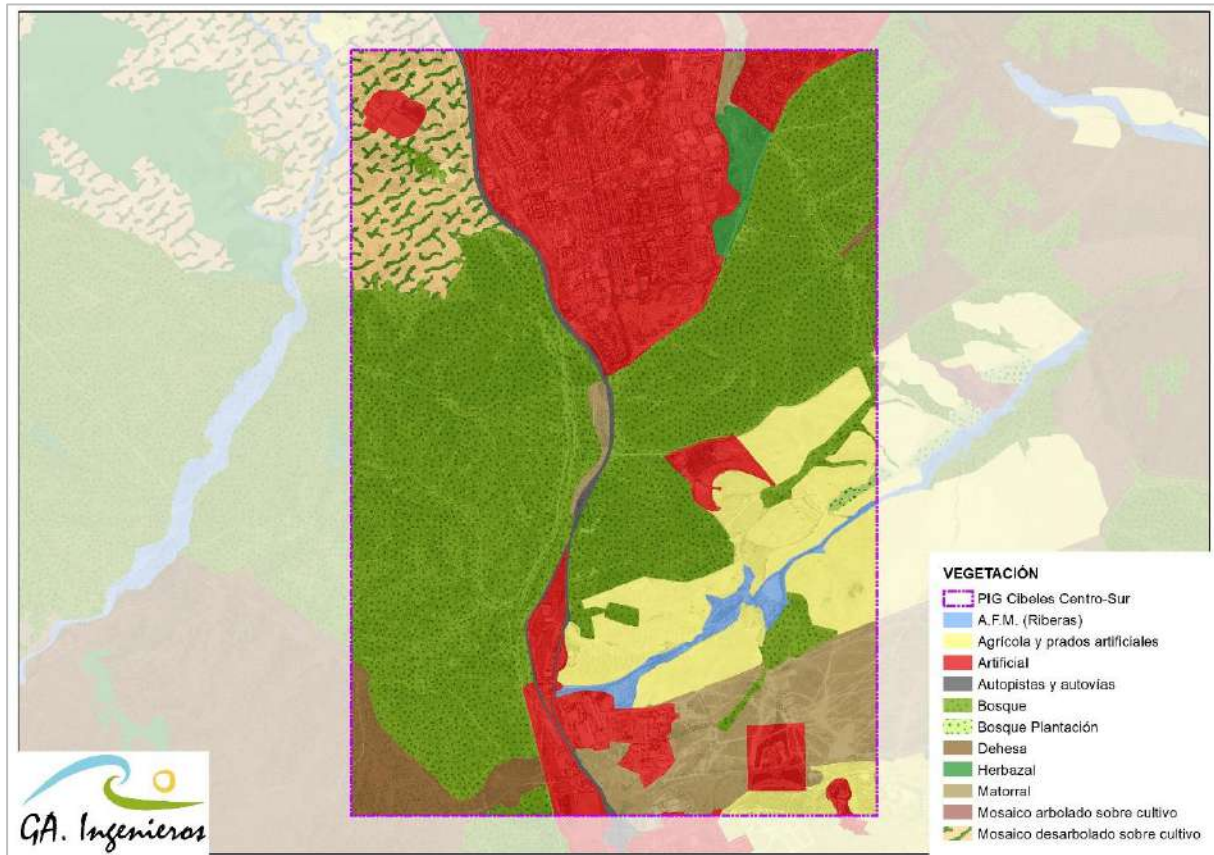 VEGETACIÓN
PIG Cibeles Centro-Sur
A.F.M. (Riberas)
Agrícola y prados artificiales
Artificial
Autopistas y autovías
Bosque
Bosque Plantación
Dehesa
Herbazal
Matorral
Mosaico arbolado sobre cultivo
Mosaico desarbolado sobre cultivo
GA. Ingenieros